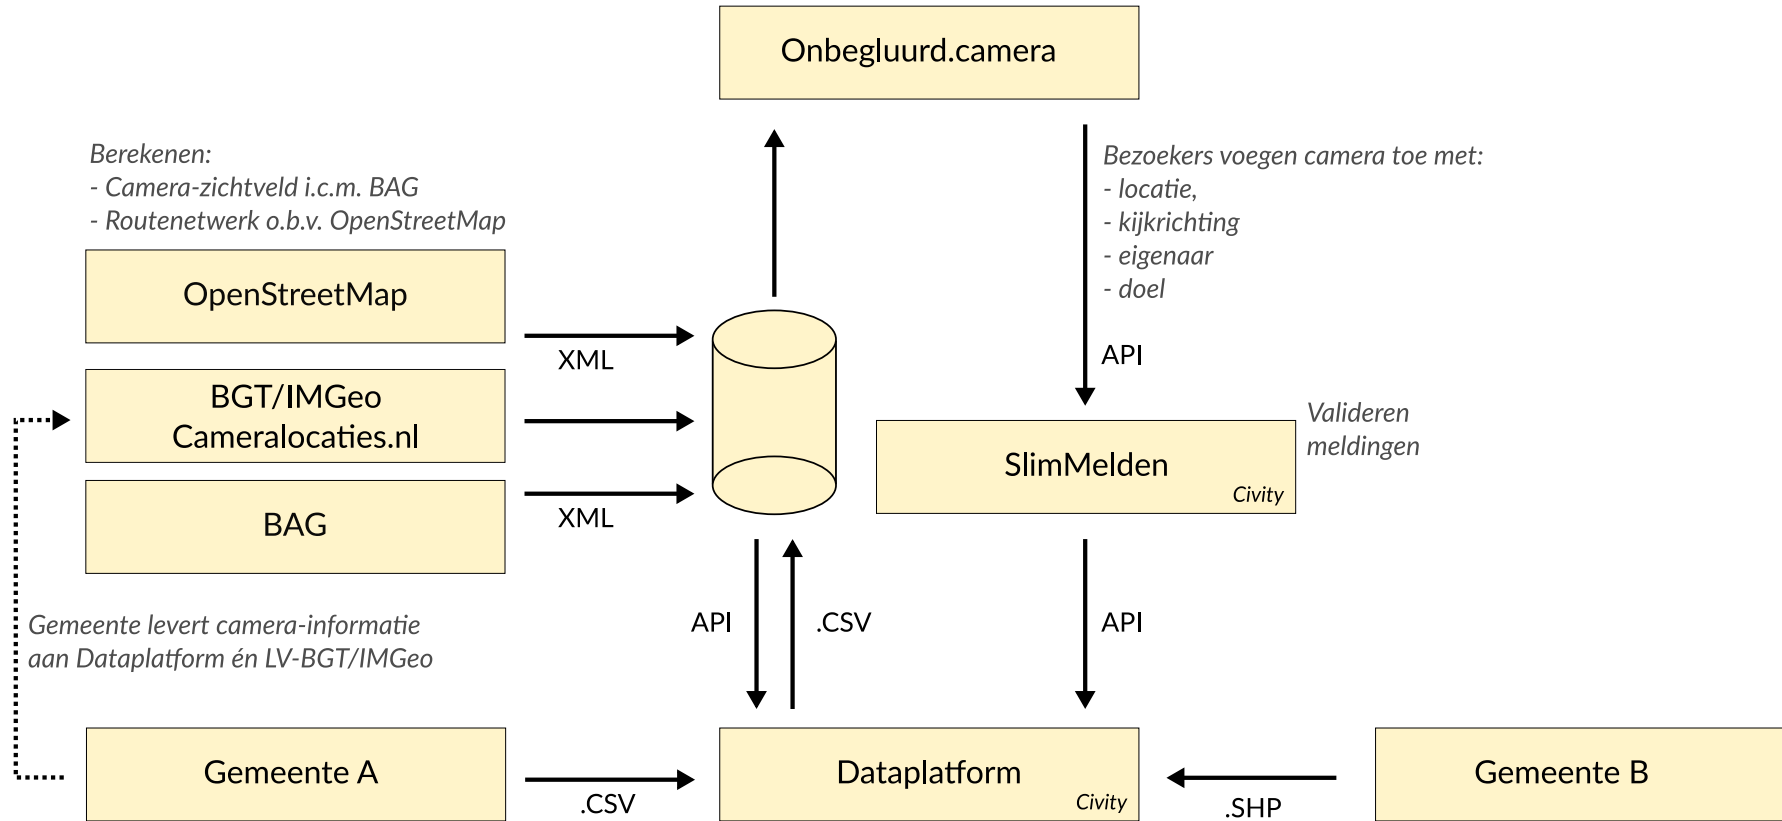 Onbegluurd.camera
Berekenen:
- Camera-zichtveld i.c.m. BAG
- Routenetwerk o.b.v. OpenStreetMap
Bezoekers voegen camera toe met:
- locatie,
- kijkrichting
- eigenaar
- doel
OpenStreetMap
XML
API
BGT/IMGeo
Cameralocaties.nl
Valideren
meldingen
SlimMelden
Civity
BAG
XML
Gemeente levert camera-informatie
aan Dataplatform én LV-BGT/IMGeo
API
.CSV
API
Gemeente A
.CSV
Dataplatform
Civity
.SHP
Gemeente B